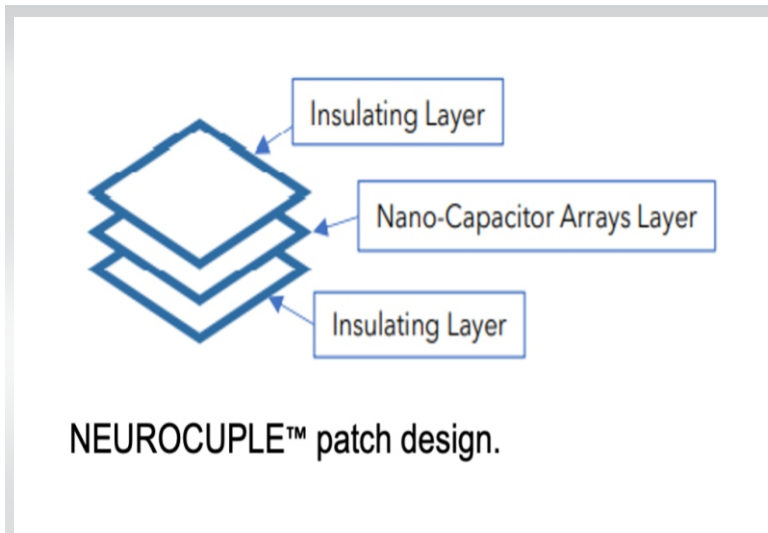 Insulating Layer
Nano-Capacitor Arrays Layer
Insulating Layer
NEUROCUPLE™ patch design.